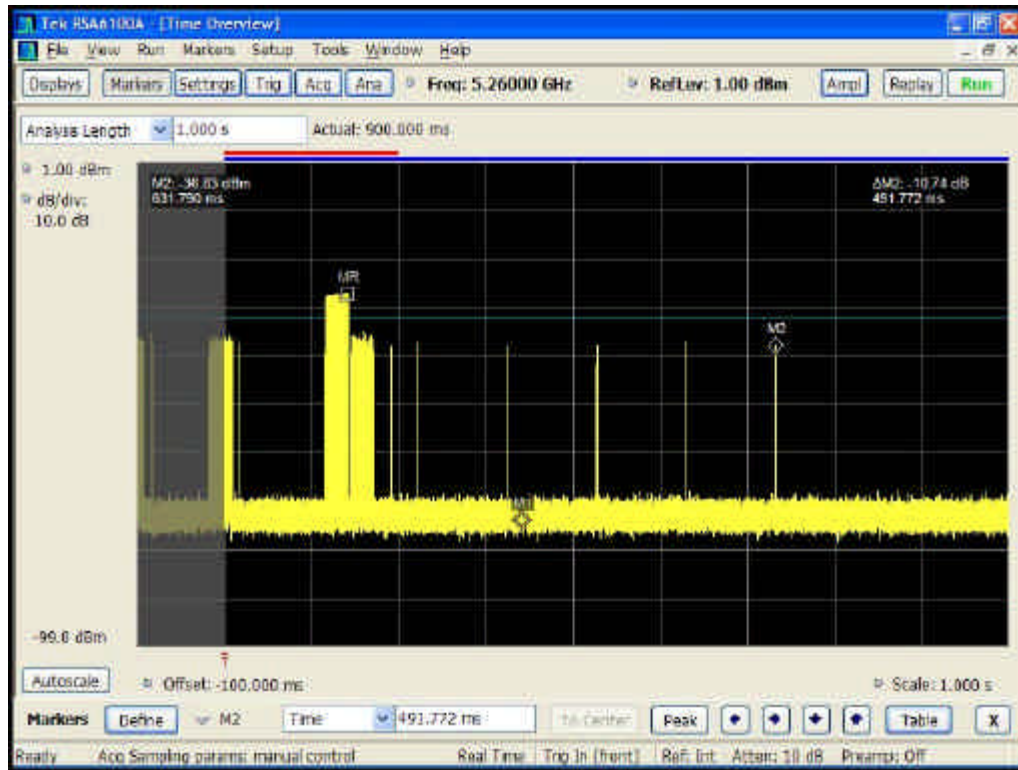 Tek RSA6100A - [Time Overview]
File View Run Markers Setup Tools Window Help
Displays Markers Settings Trig Acq Ana Freq: 5.26000 GHz RefLev: 1.00 dBm Ampl Replay Run
Analysis Length 1.000 s Actual: 900.000 ms
1.00 dBm
dB/div:
10.0 dB
M2: -38.63 dBm
631.790 ms
ΔM2: -10.74 dB
491.772 ms
MR
M2
-99.0 dBm
Autoscale Offset: -100.000 ms Scale: 1.000 s
Markers Define M2 Time 491.772 ms To Center Peak Table X
Ready Acq Sampling params: manual control Real Time Trig In (front) Ref: Int Atten: 10 dB Preamp: Off